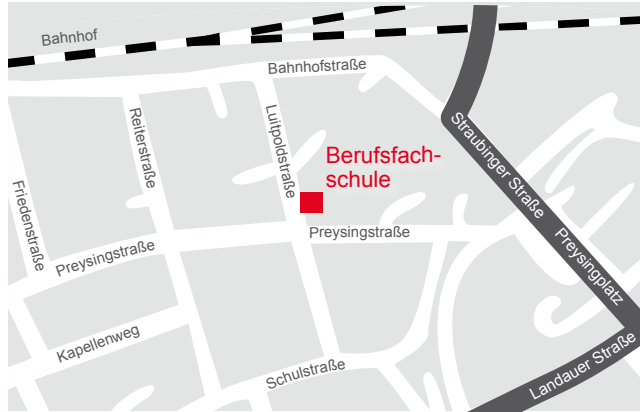 Bahnhof
Bahnhofstraße
Reiterstraße
Luitpoldstraße
Straubinger Straße
Berufsfach-
schule
Friedenstraße
Preysingstraße
Preysingstraße
Preysingplatz
Kapellenweg
Schulstraße
Landauer Straße